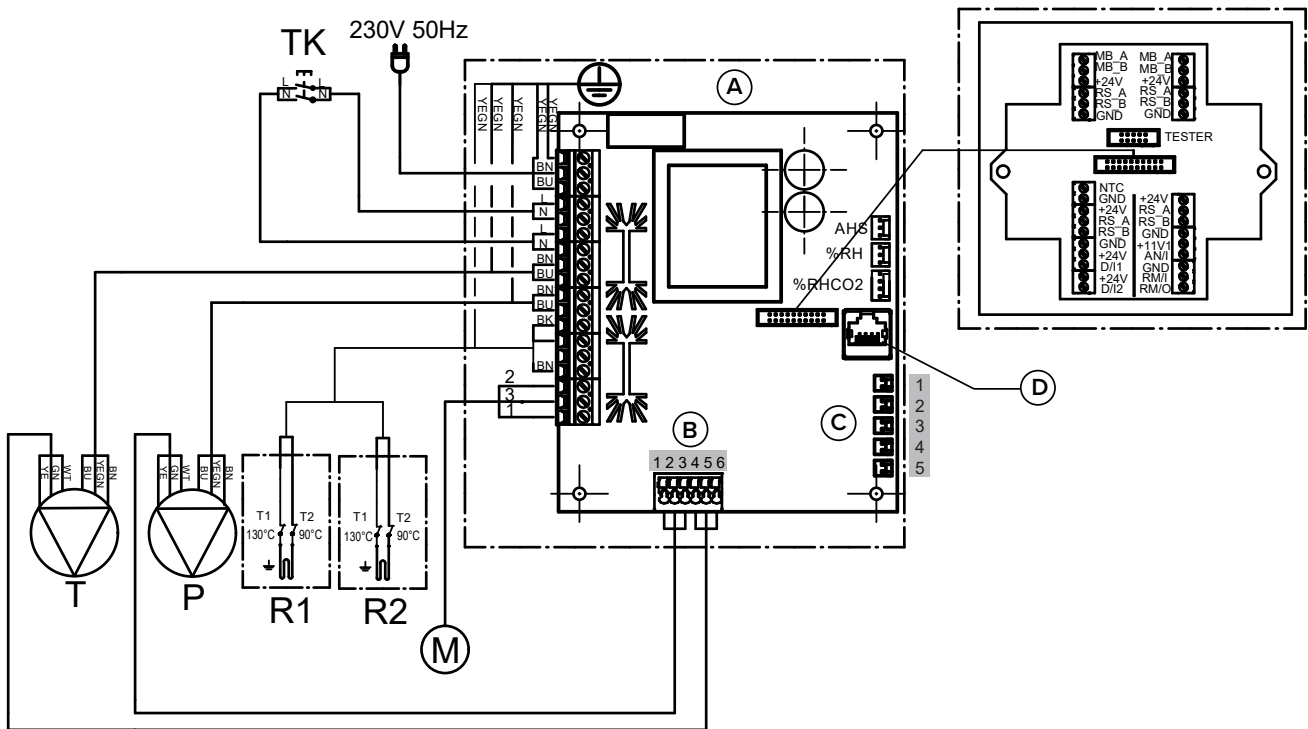 230V 50Hz
TK
L
N
L
N
YEGN
YEGN
YEGN
YEGN
YEGN
A
BN
BU
L
N
L
N
BN
BU
BN
BU
BK
BN
2
3
1
AHS
%RH
%RHCO2
D
C
1
2
3
4
5
B
1 2 3 4 5 6
MB_A
MB_B
+24V
RS_A
RS_B
GND
MB_A
MB_B
+24V
RS_A
RS_B
GND
TESTER
NTC
GND
+24V
RS_A
RS_B
GND
+24V
D/I1
+24V
D/I2
+24V
RS_A
RS_B
GND
+11V1
AN/I
GND
RM/I
RM/O
YE
GN
WT
BU
YEGN
BN
T
YE
GN
WT
BU
YEGN
BN
P
T1 T2
130°C 90°C
R1
T1 T2
130°C 90°C
R2
M